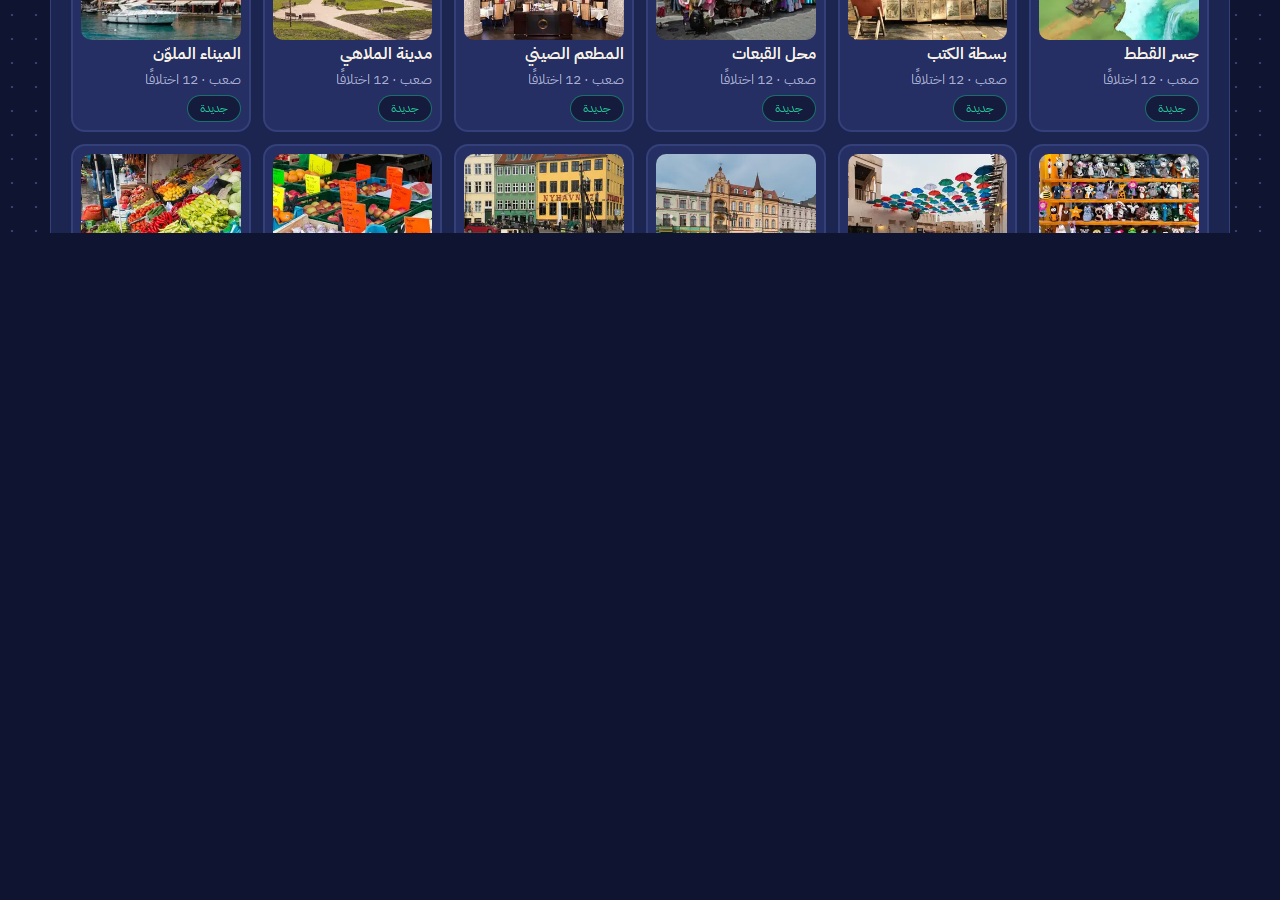 جسر القطط
صعب · 12 اختلافًا
جديدة
بسطة الكتب
صعب · 12 اختلافًا
جديدة
محل القبعات
صعب · 12 اختلافًا
جديدة
المطعم الصيني
صعب · 12 اختلافًا
جديدة
مدينة الملاهي
صعب · 12 اختلافًا
جديدة
الميناء الملوّن
صعب · 12 اختلافًا
جديدة
NYHAVN